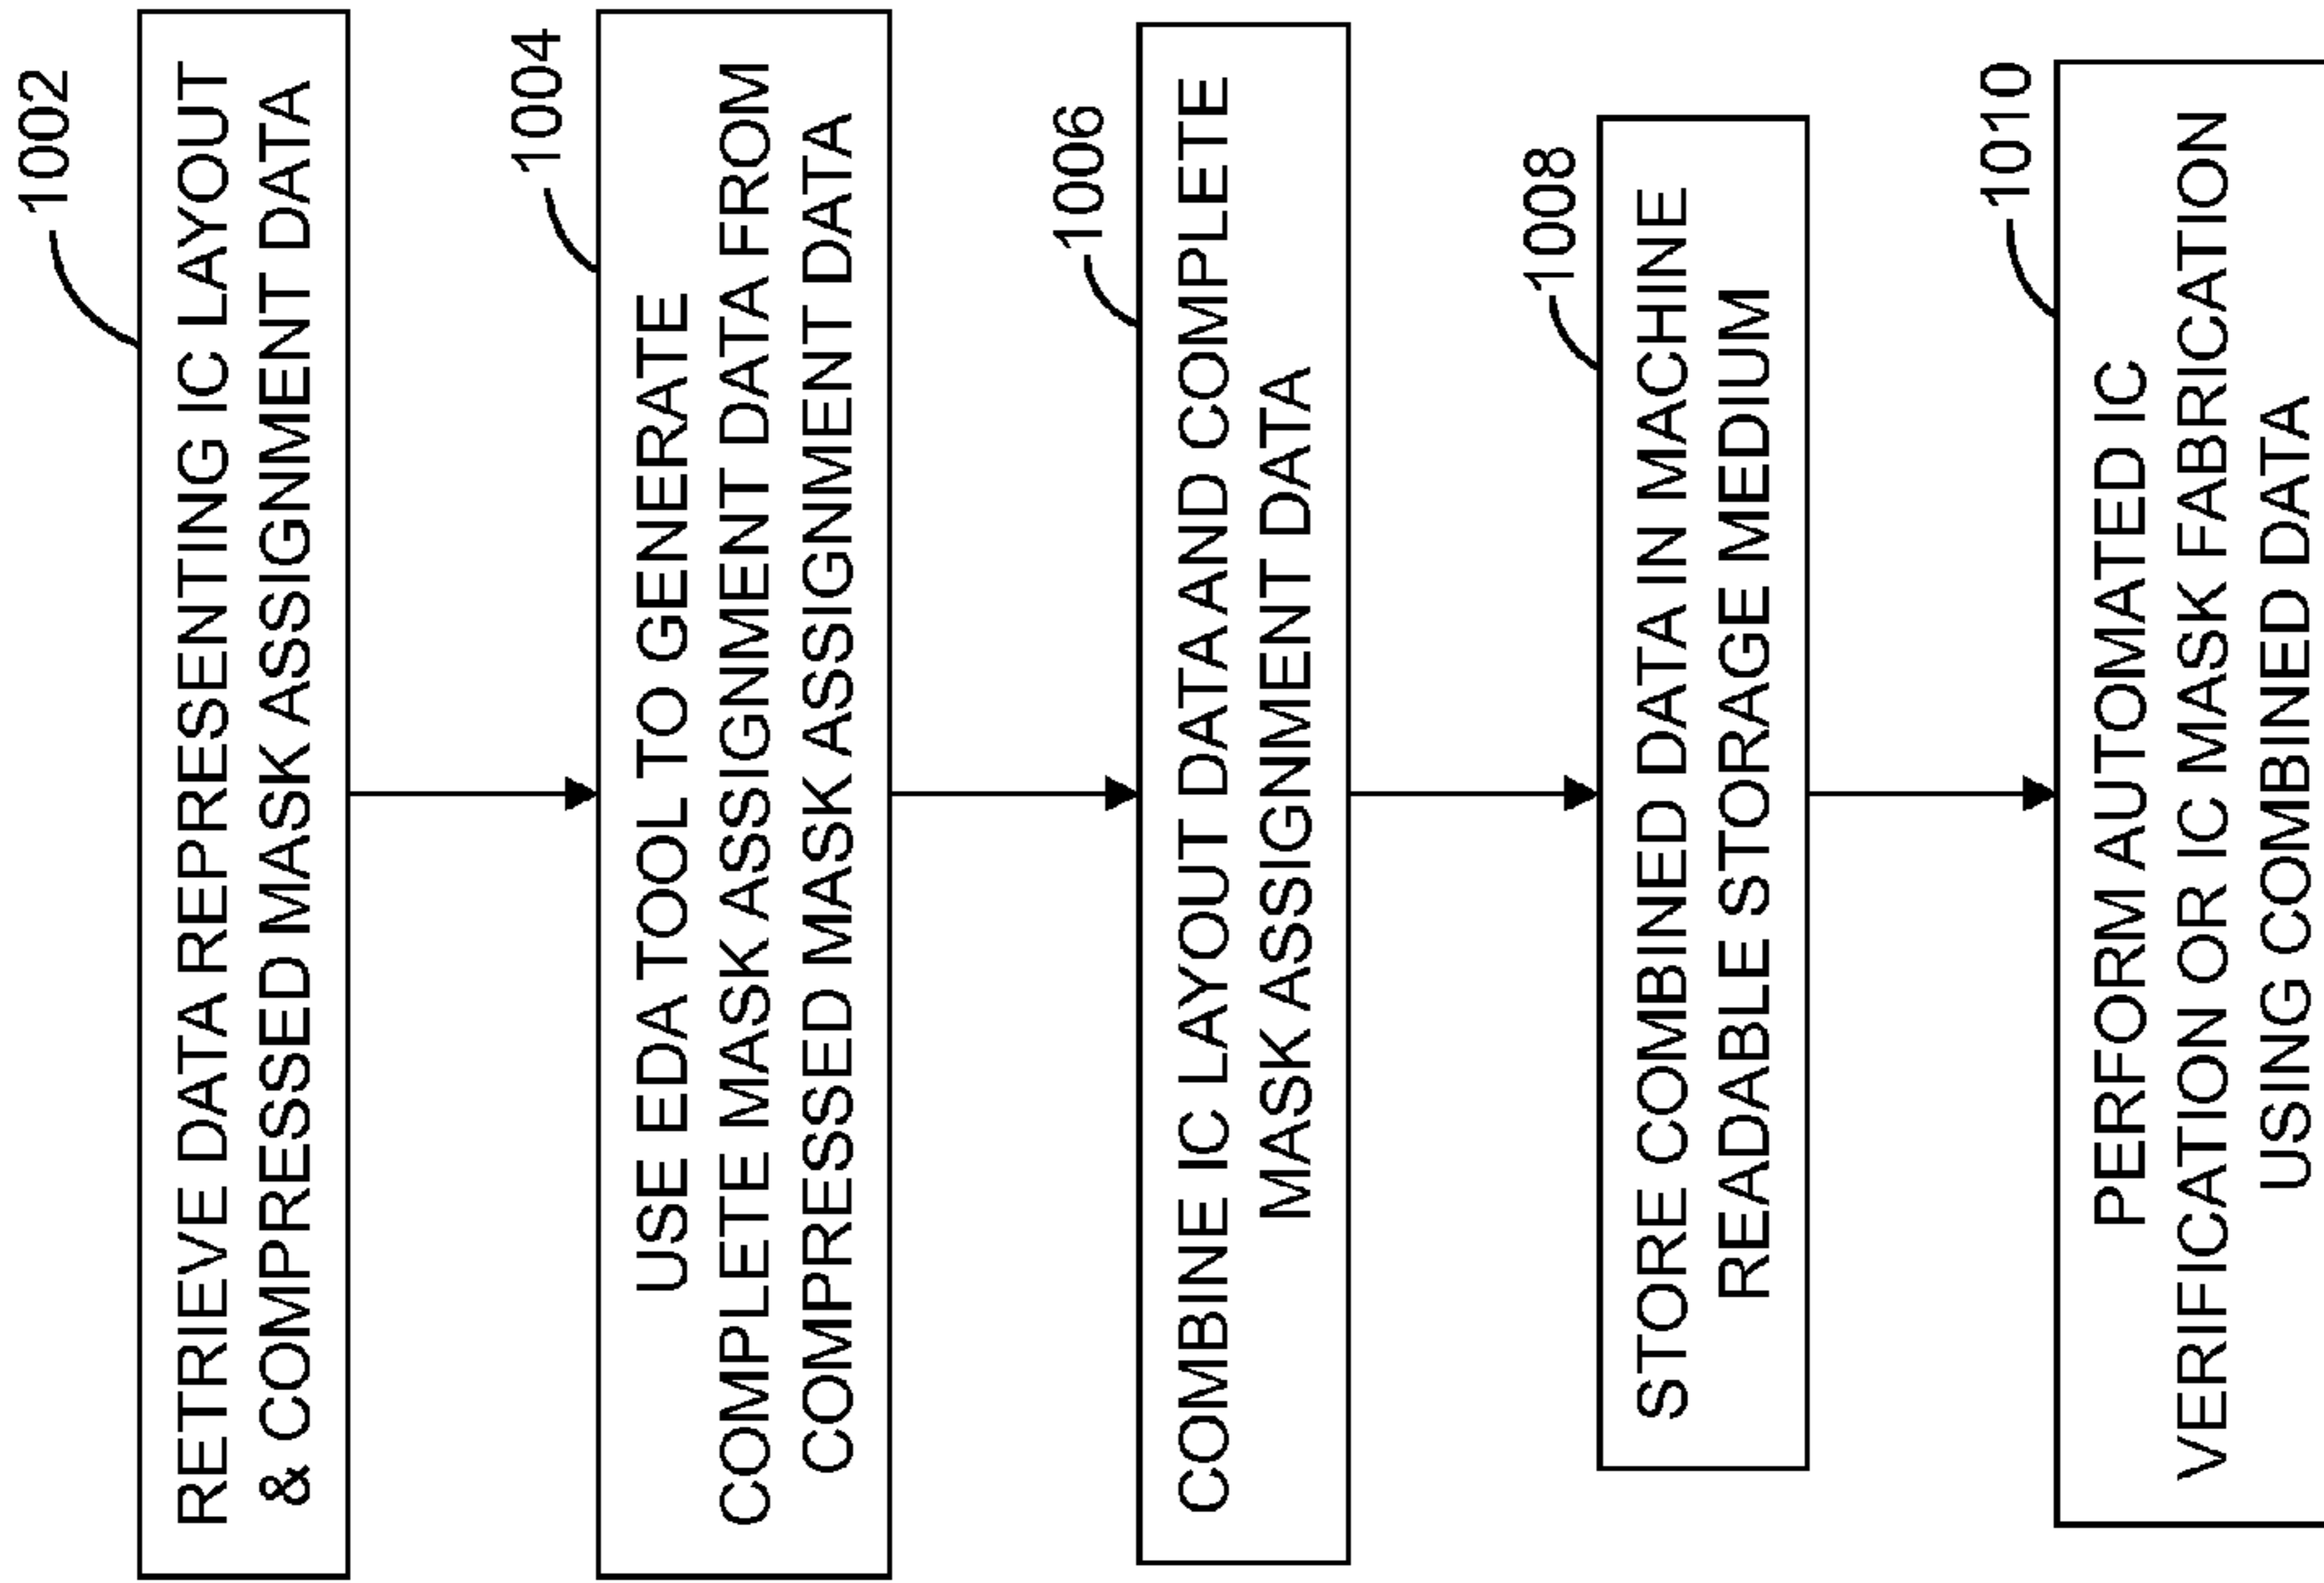 1002
RETRIEVE DATA REPRESENTING IC LAYOUT
& COMPRESSED MASK ASSIGNMENT DATA
1004
USE EDA TOOL TO GENERATE
COMPLETE MASK ASSIGNMENT DATA FROM
COMPRESSED MASK ASSIGNMENT DATA
1006
COMBINE IC LAYOUT DATA AND COMPLETE
MASK ASSIGNMENT DATA
1008
STORE COMBINED DATA IN MACHINE
READABLE STORAGE MEDIUM
1010
PERFORM AUTOMATED IC
VERIFICATION OR IC MASK FABRICATION
USING COMBINED DATA